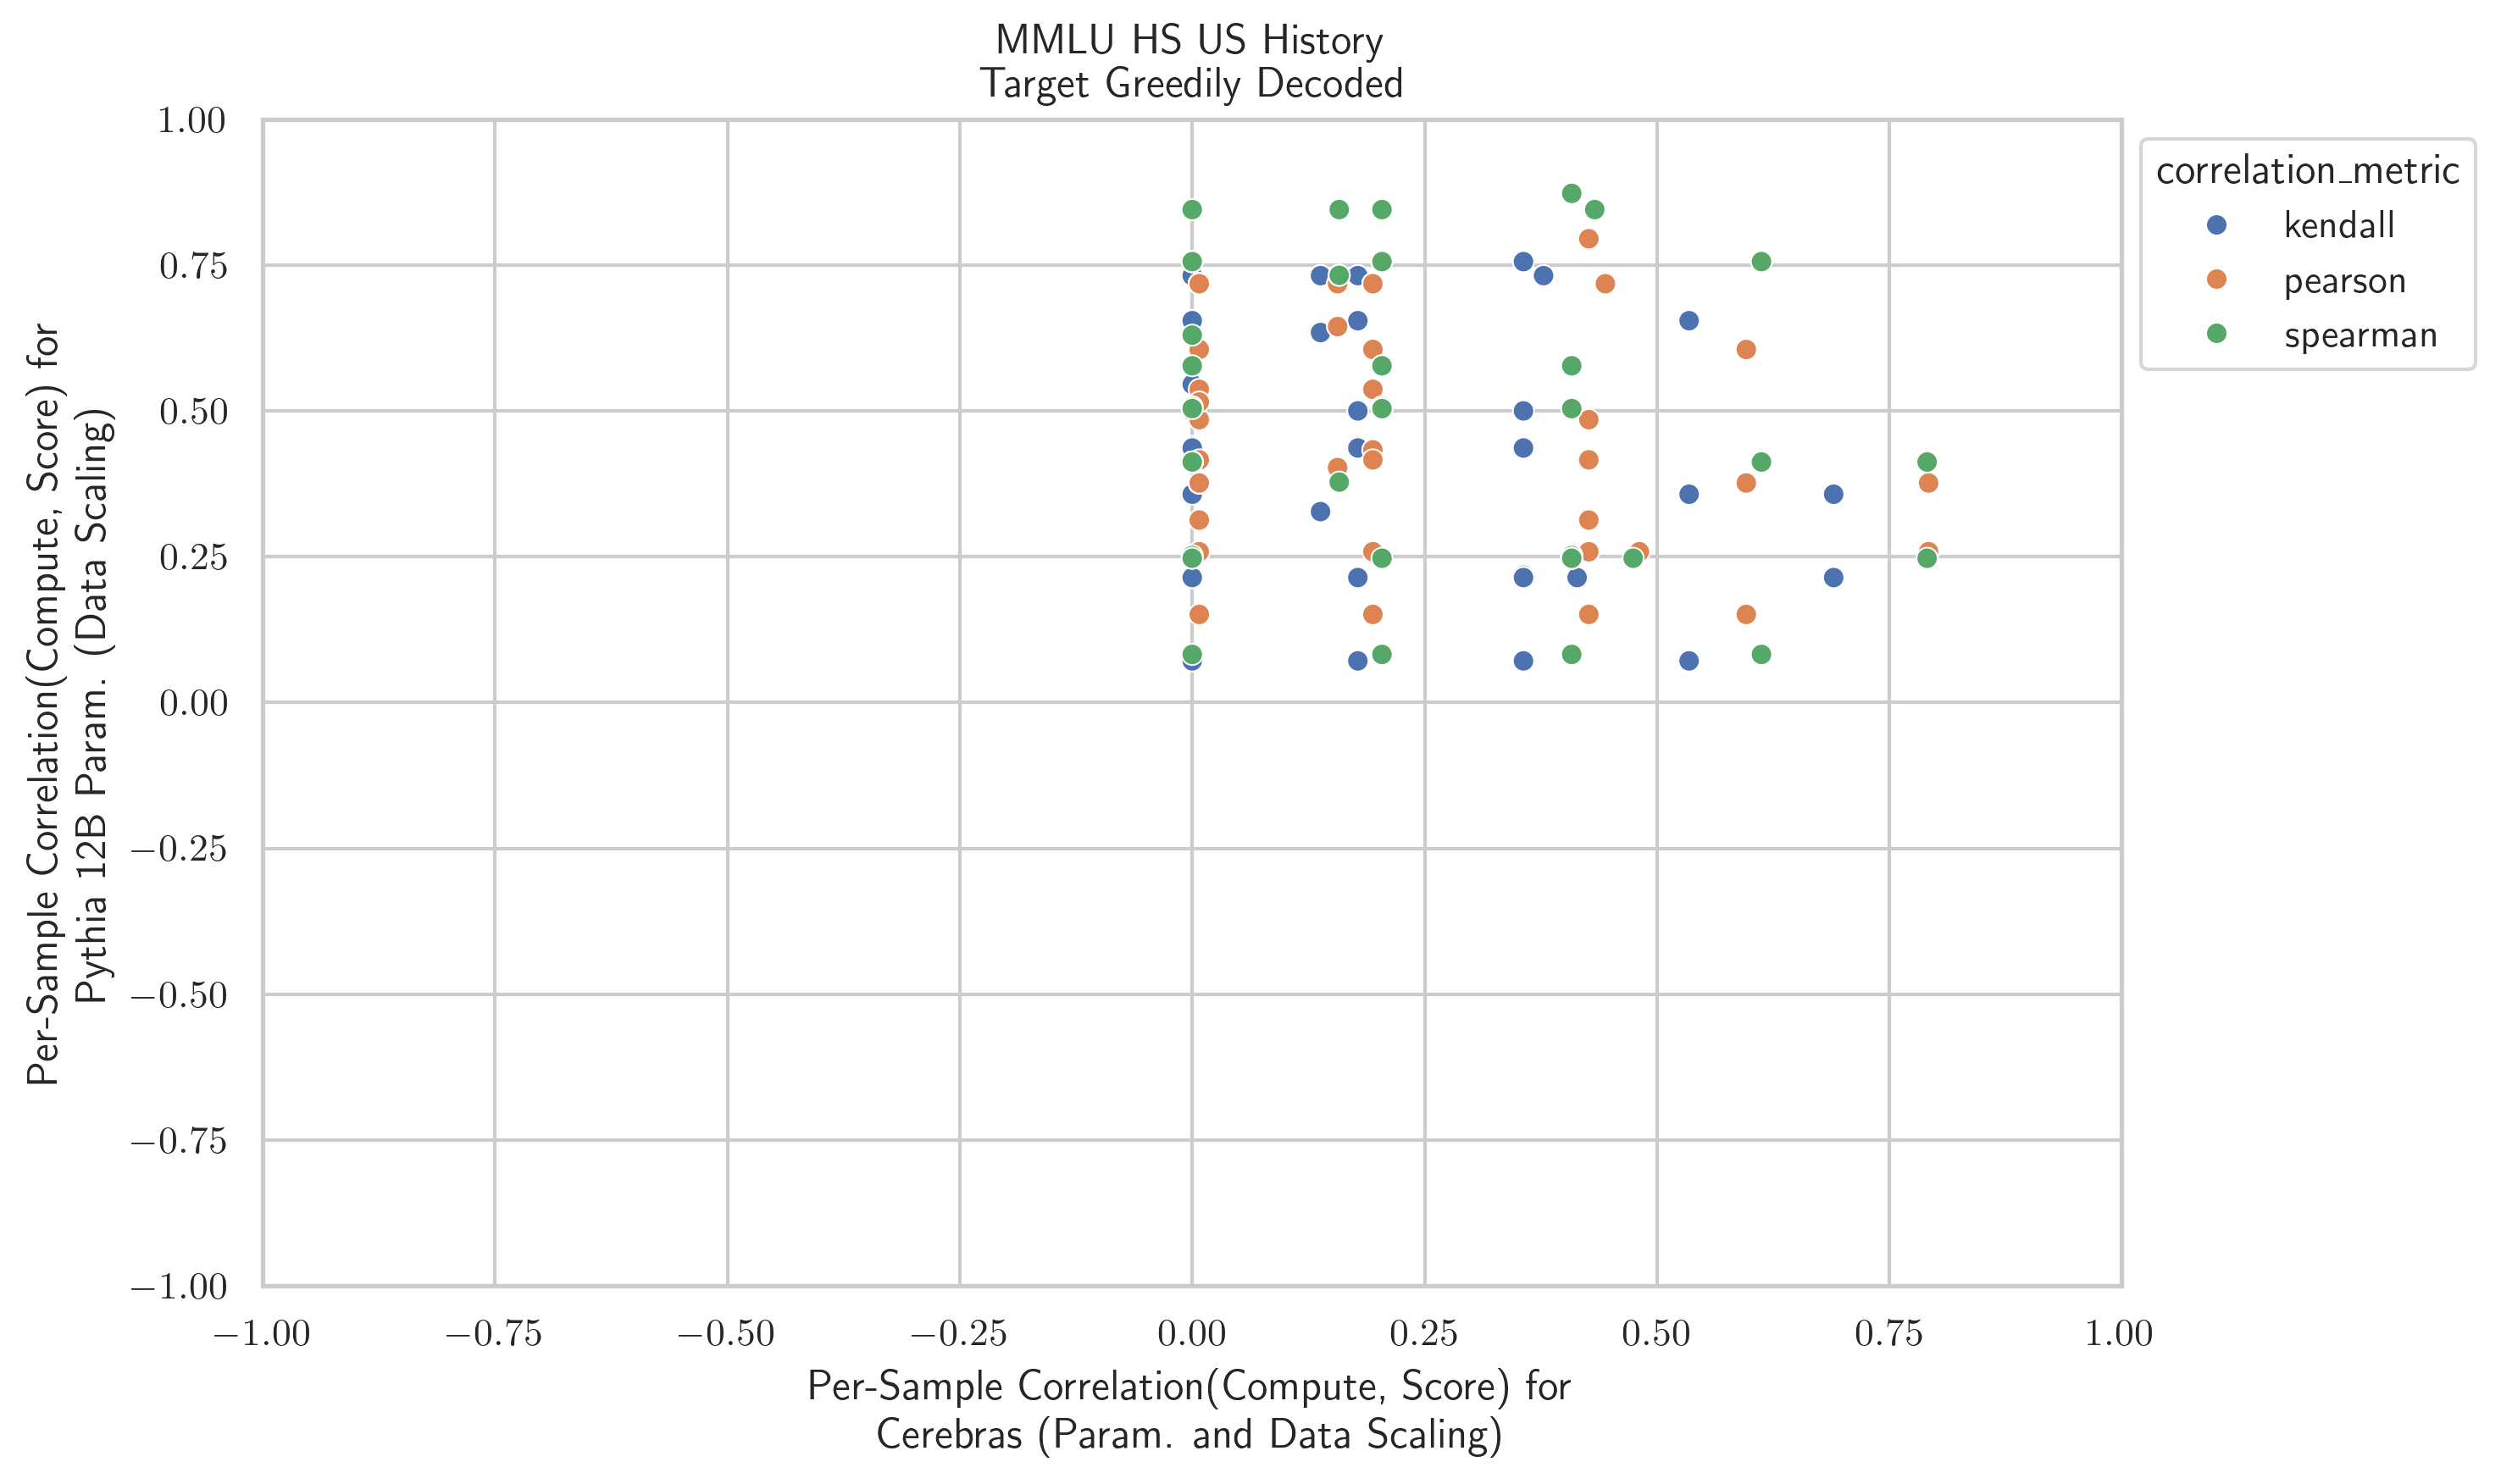 MMLU HS US History
Target Greedily Decoded
Per-Sample Correlation(Compute, Score) for
Pythia 12B Param. (Data Scaling)
1.00
0.75
0.50
0.25
0.00
−0.25
−0.50
−0.75
−1.00
−1.00 −0.75 −0.50 −0.25 0.00 0.25 0.50 0.75 1.00
Per-Sample Correlation(Compute, Score) for
Cerebras (Param. and Data Scaling)
correlation_metric
kendall
pearson
spearman